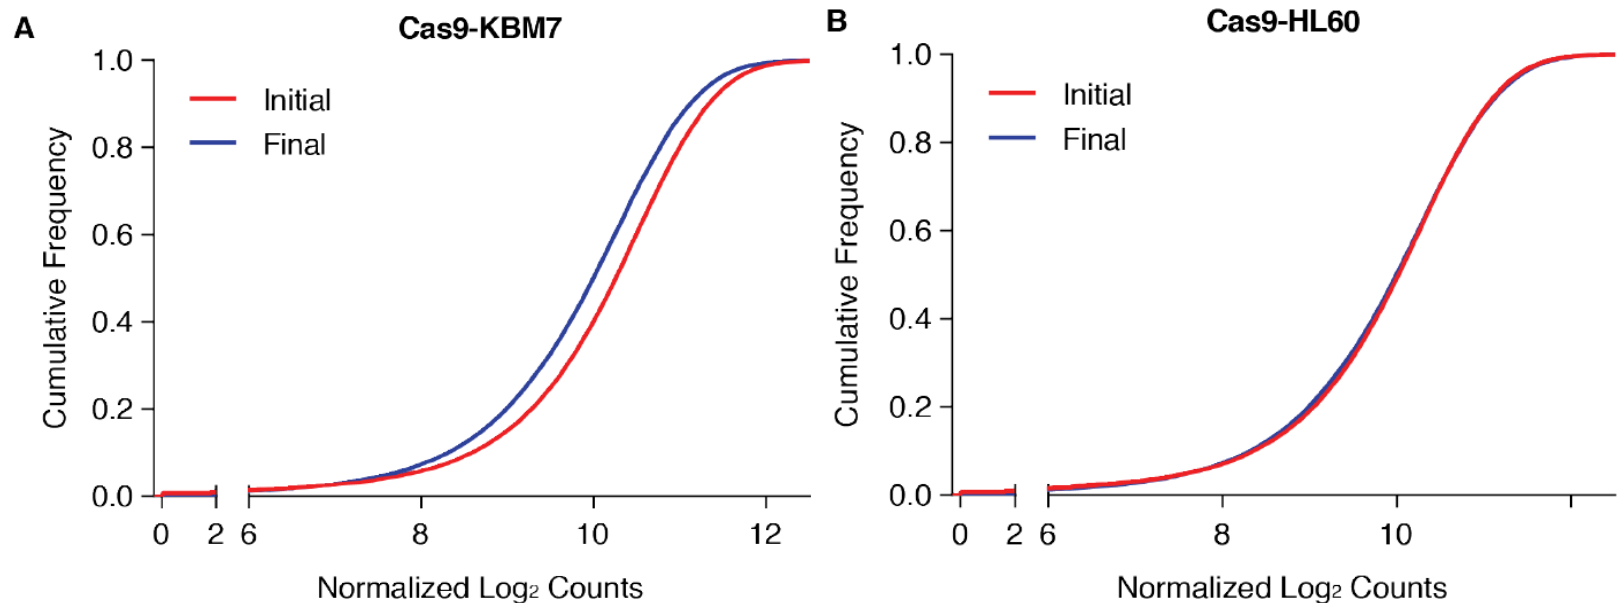 A
Cas9-KBM7
1.0
0.8
0.6
0.4
0.2
0.0
Cumulative Frequency
Initial
Final
0 2 6 8 10 12
Normalized Log₂ Counts
B
Cas9-HL60
1.0
0.8
0.6
0.4
0.2
0.0
Cumulative Frequency
Initial
Final
0 2 6 8 10
Normalized Log₂ Counts